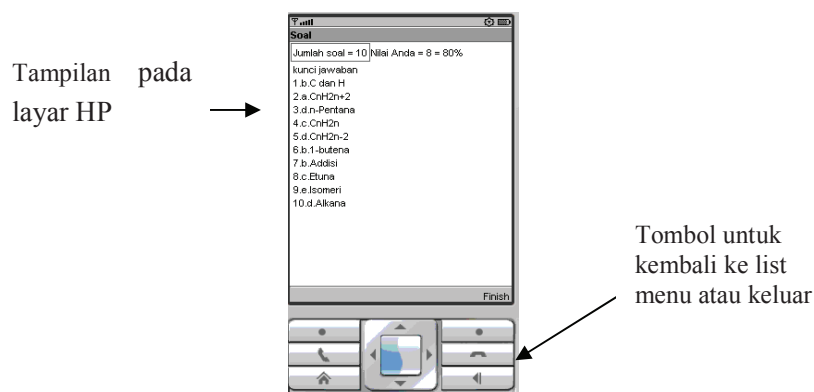 Soal
Jumlah soal = 10 Nilai Anda = 8 = 80%
kunci jawaban
1.b.C dan H
2.a.CnH2n+2
3.d.n-Pentana
4.c.CnH2n
5.d.CnH2n-2
6.b.1-butena
7.b.Addisi
8.c.Etuna
9.e.Isomeri
10.d.Alkana
Finish
Tampilan pada
layar HP
Tombol untuk
kembali ke list
menu atau keluar